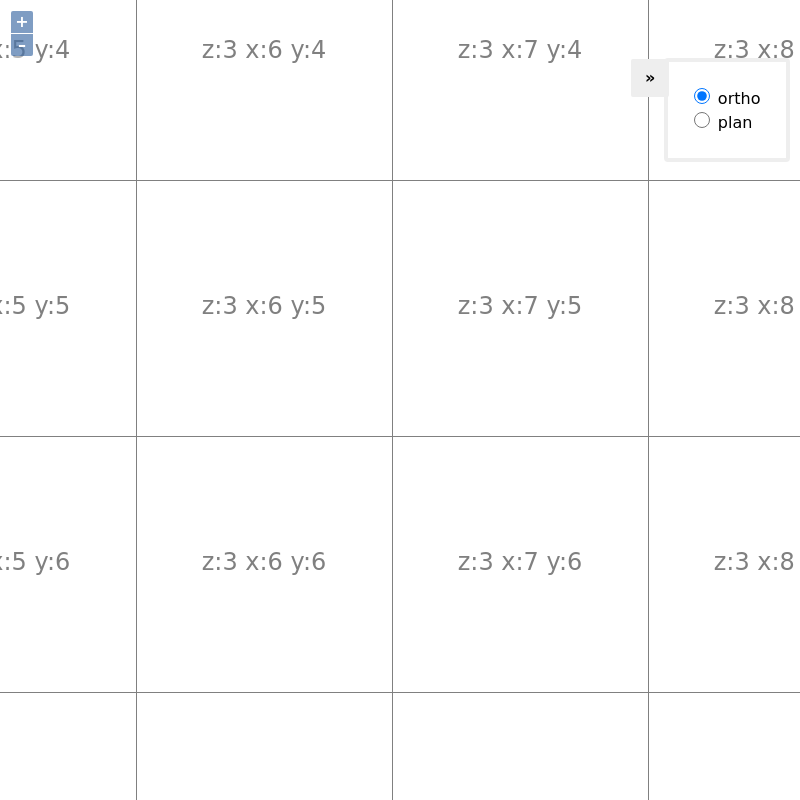 +
–
x:5 y:4
z:3 x:6 y:4
z:3 x:7 y:4
z:3 x:8
»
ortho
plan
x:5 y:5
z:3 x:6 y:5
z:3 x:7 y:5
z:3 x:8
x:5 y:6
z:3 x:6 y:6
z:3 x:7 y:6
z:3 x:8